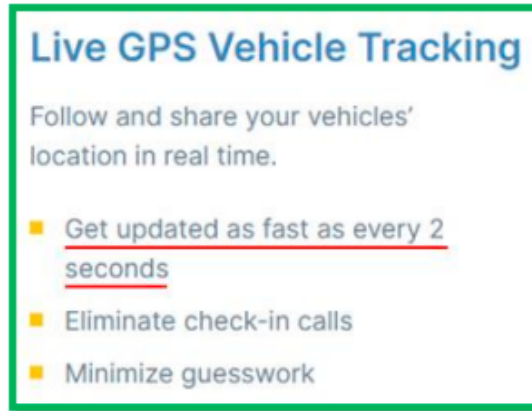 Live GPS Vehicle Tracking
Follow and share your vehicles'
location in real time.
Get updated as fast as every 2
seconds
Eliminate check-in calls
Minimize guesswork